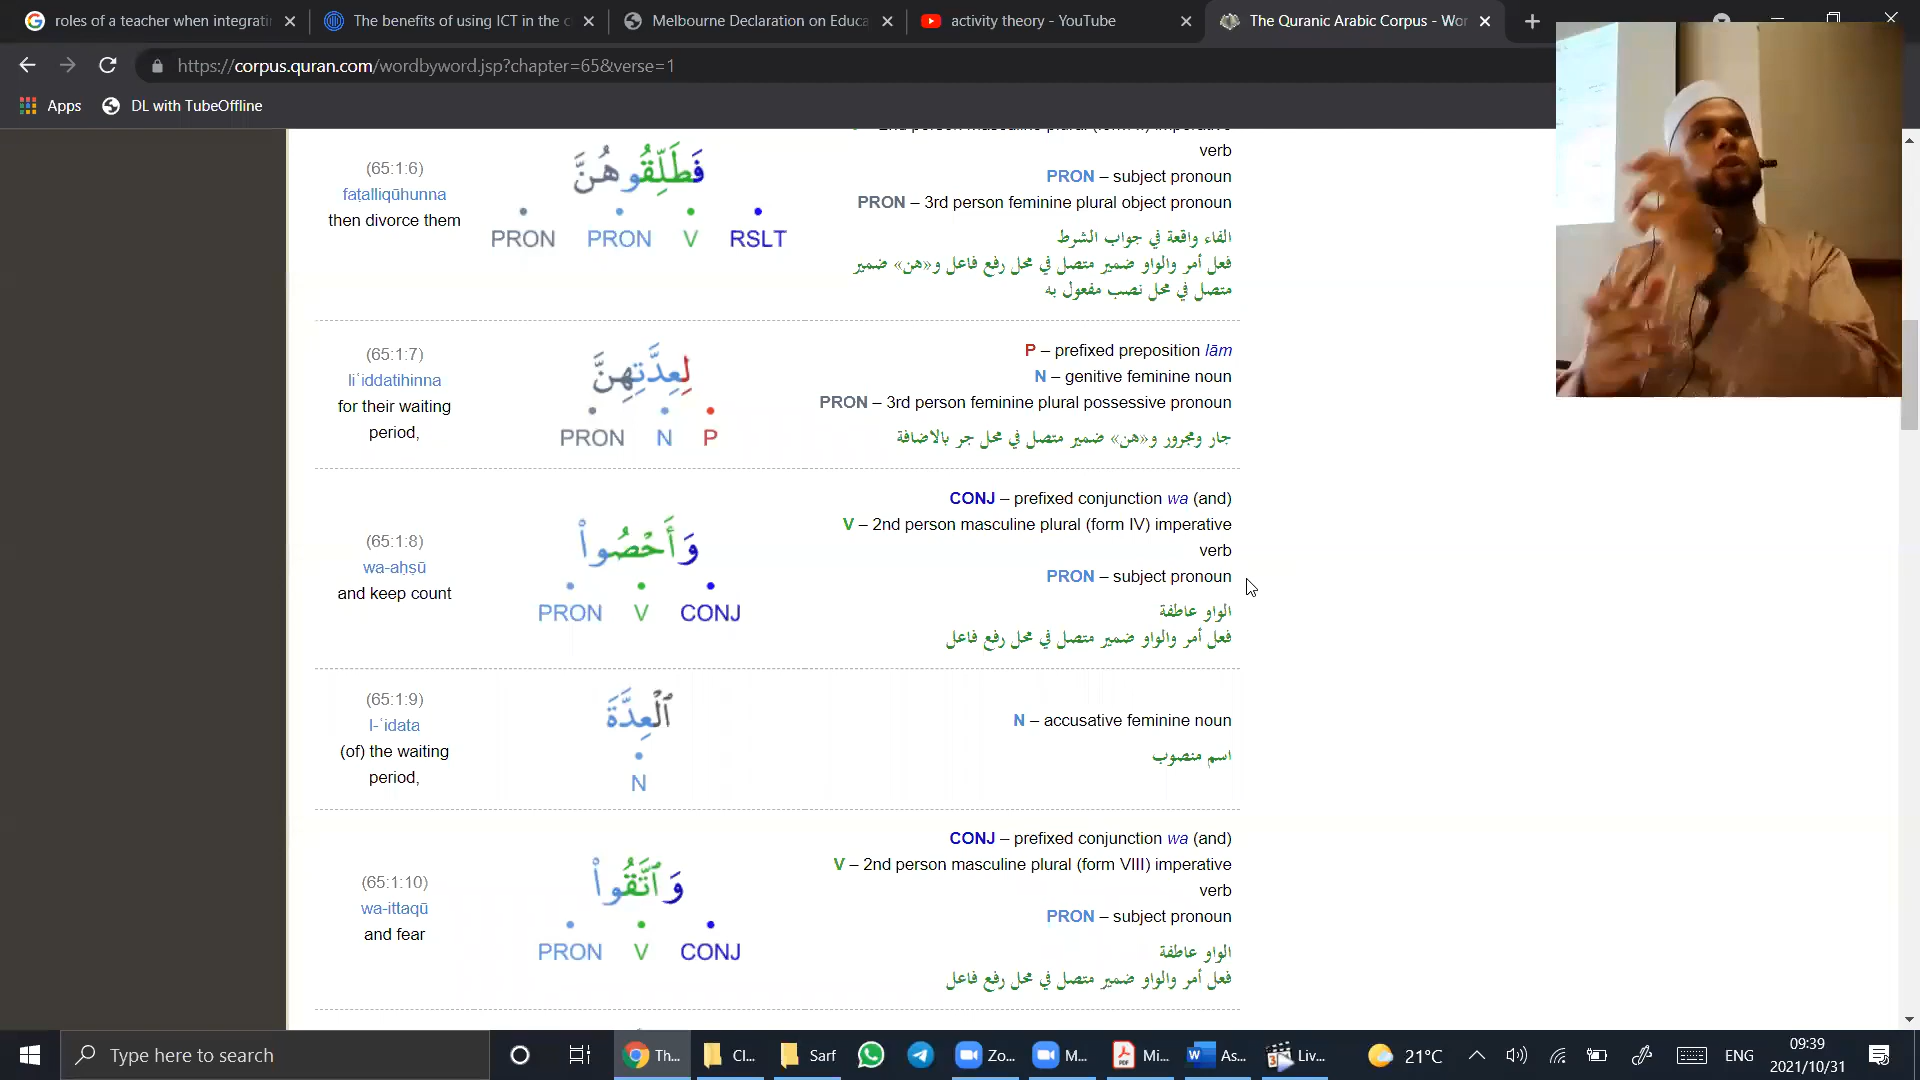 roles of a teacher when integrati
The benefits of using ICT in the c
Melbourne Declaration on Educa
activity theory - YouTube
The Quranic Arabic Corpus - Wor
https://corpus.quran.com/wordbyword.jsp?chapter=65&verse=1
Apps
DL with TubeOffline
(65:1:6)
faṭalliqūhunna
then divorce them
فَطَلِّقُوهُنَّ
PRON PRON V RSLT
verb
PRON – subject pronoun
PRON – 3rd person feminine plural object pronoun
الفاء واقعة في جواب الشرط
فعل أمر والواو ضمير متصل في محل رفع فاعل و«هن» ضمير
متصل في محل نصب مفعول به
(65:1:7)
liʿiddatihinna
for their waiting
period,
لِعِدَّتِهِنَّ
PRON N P
P – prefixed preposition lām
N – genitive feminine noun
PRON – 3rd person feminine plural possessive pronoun
جار ومجرور و«هن» ضمير متصل في محل جر بالاضافة
(65:1:8)
wa-aḥṣū
and keep count
وَأَحْصُوا۟
PRON V CONJ
CONJ – prefixed conjunction wa (and)
V – 2nd person masculine plural (form IV) imperative
verb
PRON – subject pronoun
الواو عاطفة
فعل أمر والواو ضمير متصل في محل رفع فاعل
(65:1:9)
l-ʿidata
(of) the waiting
period,
ٱلْعِدَّةَ
N
N – accusative feminine noun
اسم منصوب
(65:1:10)
wa-ittaqū
and fear
وَٱتَّقُوا۟
PRON V CONJ
CONJ – prefixed conjunction wa (and)
V – 2nd person masculine plural (form VIII) imperative
verb
PRON – subject pronoun
الواو عاطفة
فعل أمر والواو ضمير متصل في محل رفع فاعل
Type here to search
Th...
Cl...
Sarf
Zo...
M...
Mi...
As...
Liv...
21°C
ENG
09:39
2021/10/31